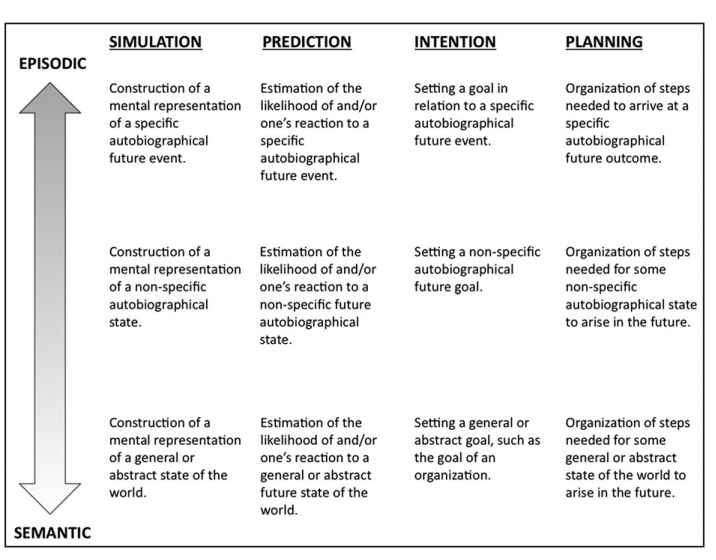 SIMULATION PREDICTION INTENTION PLANNING
EPISODIC
Construction of a
mental representation
of a specific
autobiographical
future event.
Estimation of the
likelihood of and/or
one's reaction to a
specific
autobiographical
future event.
Setting a goal in
relation to a specific
autobiographical
future event.
Organization of steps
needed to arrive at a
specific
autobiographical
future outcome.
Construction of a
mental representation
of a non-specific
autobiographical
state.
Estimation of the
likelihood of and/or
one's reaction to a
non-specific future
autobiographical
state.
Setting a non-specific
autobiographical
future goal.
Organization of steps
needed for some
non-specific
autobiographical state
to arise in the future.
Construction of a
mental representation
of a general or
abstract state of the
world.
Estimation of the
likelihood of and/or
one's reaction to a
general or abstract
future state of the
world.
Setting a general or
abstract goal, such as
the goal of an
organization.
Organization of steps
needed for some
general or abstract
state of the world to
arise in the future.
SEMANTIC